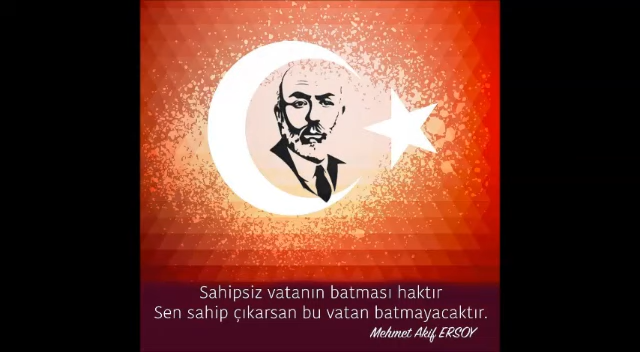 Sahipsiz vatanın batması haktır
Sen sahip çıkarsan bu vatan batmayacaktır.
Mehmet Akif ERSOY